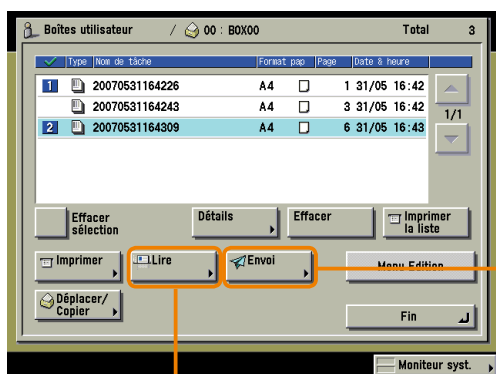 Boîtes utilisateur / 00 : BOX00 Total 3
Type Nom de tâche Format pap Page Date & heure
1 20070531164226 A4 1 31/05 16:42
20070531164243 A4 3 31/05 16:42
2 20070531164309 A4 6 31/05 16:43
1/1
Effacer sélection Détails Effacer Imprimer la liste
Imprimer Lire Envoi Menu Edition
Déplacer/ Copier Fin
Moniteur syst.